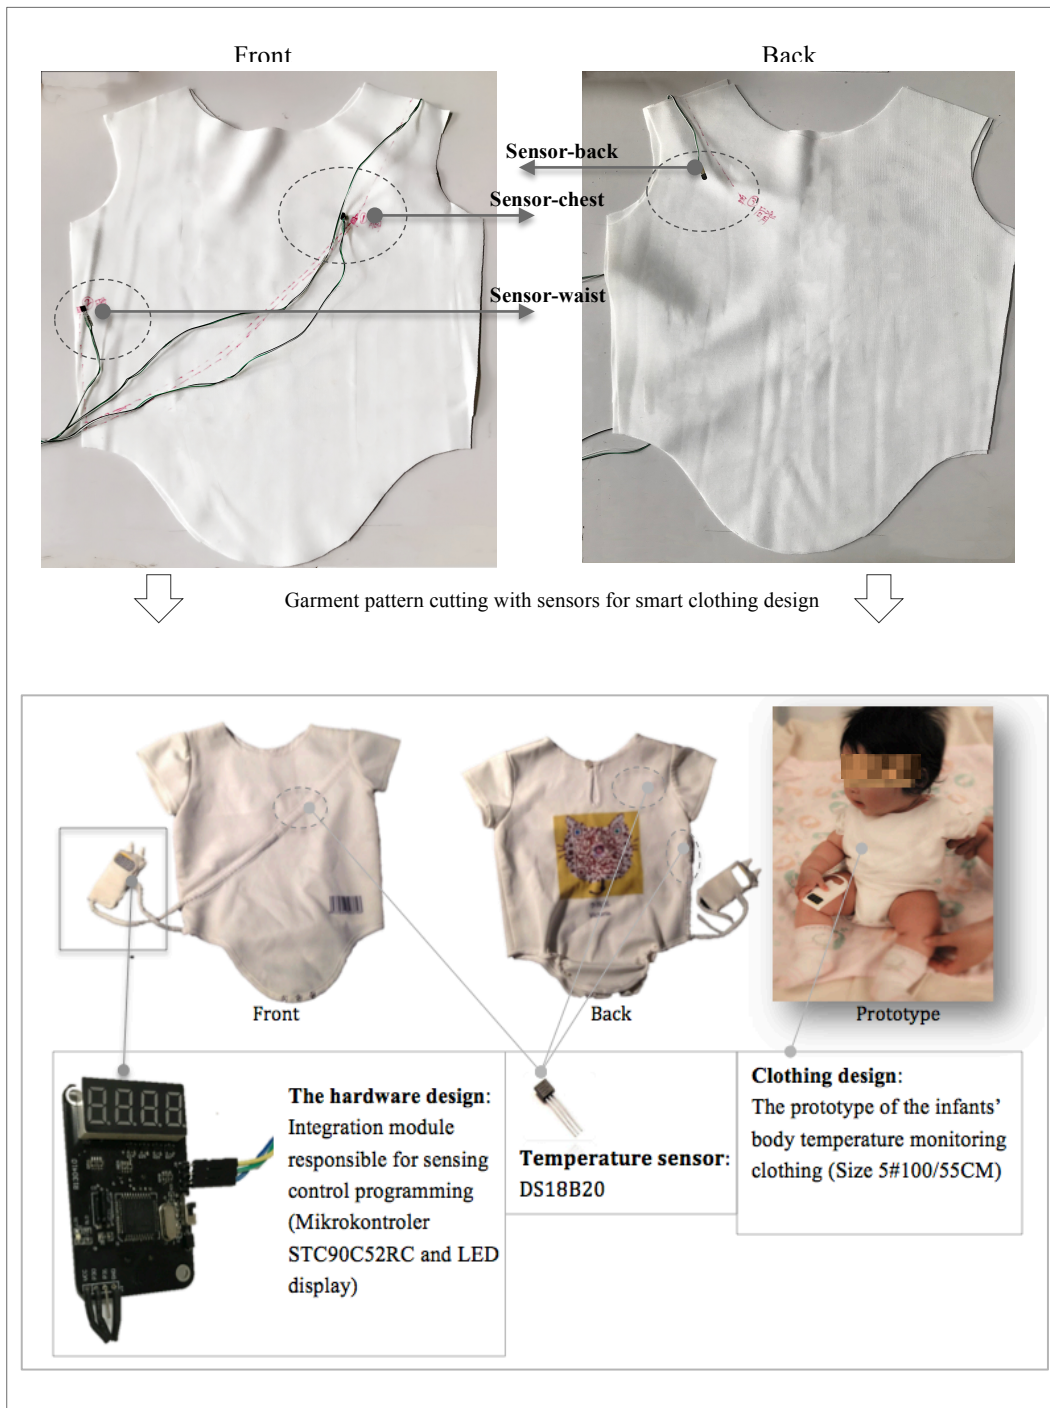 Front
Back
Sensor-back
Sensor-chest
Sensor-waist
Garment pattern cutting with sensors for smart clothing design
Front
Back
Prototype
The hardware design:
Integration module
responsible for sensing
control programming
(Mikrokontroler
STC90C52RC and LED
display)
Temperature sensor:
DS18B20
Clothing design:
The prototype of the infants'
body temperature monitoring
clothing (Size 5#100/55CM)